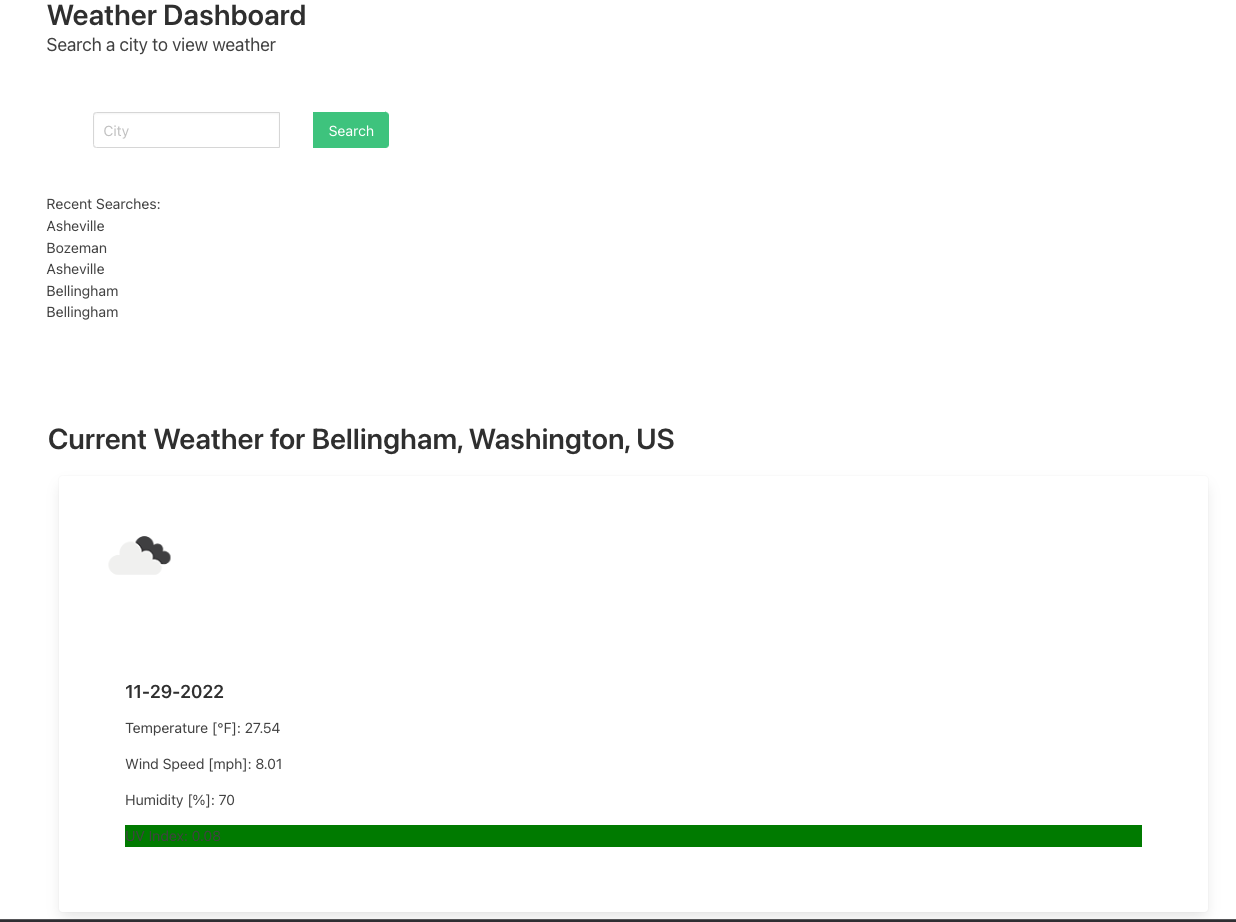 Weather Dashboard
Search a city to view weather
City
Search
Recent Searches:
Asheville
Bozeman
Asheville
Bellingham
Bellingham
Current Weather for Bellingham, Washington, US
11-29-2022
Temperature [°F]: 27.54
Wind Speed [mph]: 8.01
Humidity [%]: 70
UV Index: 0.08